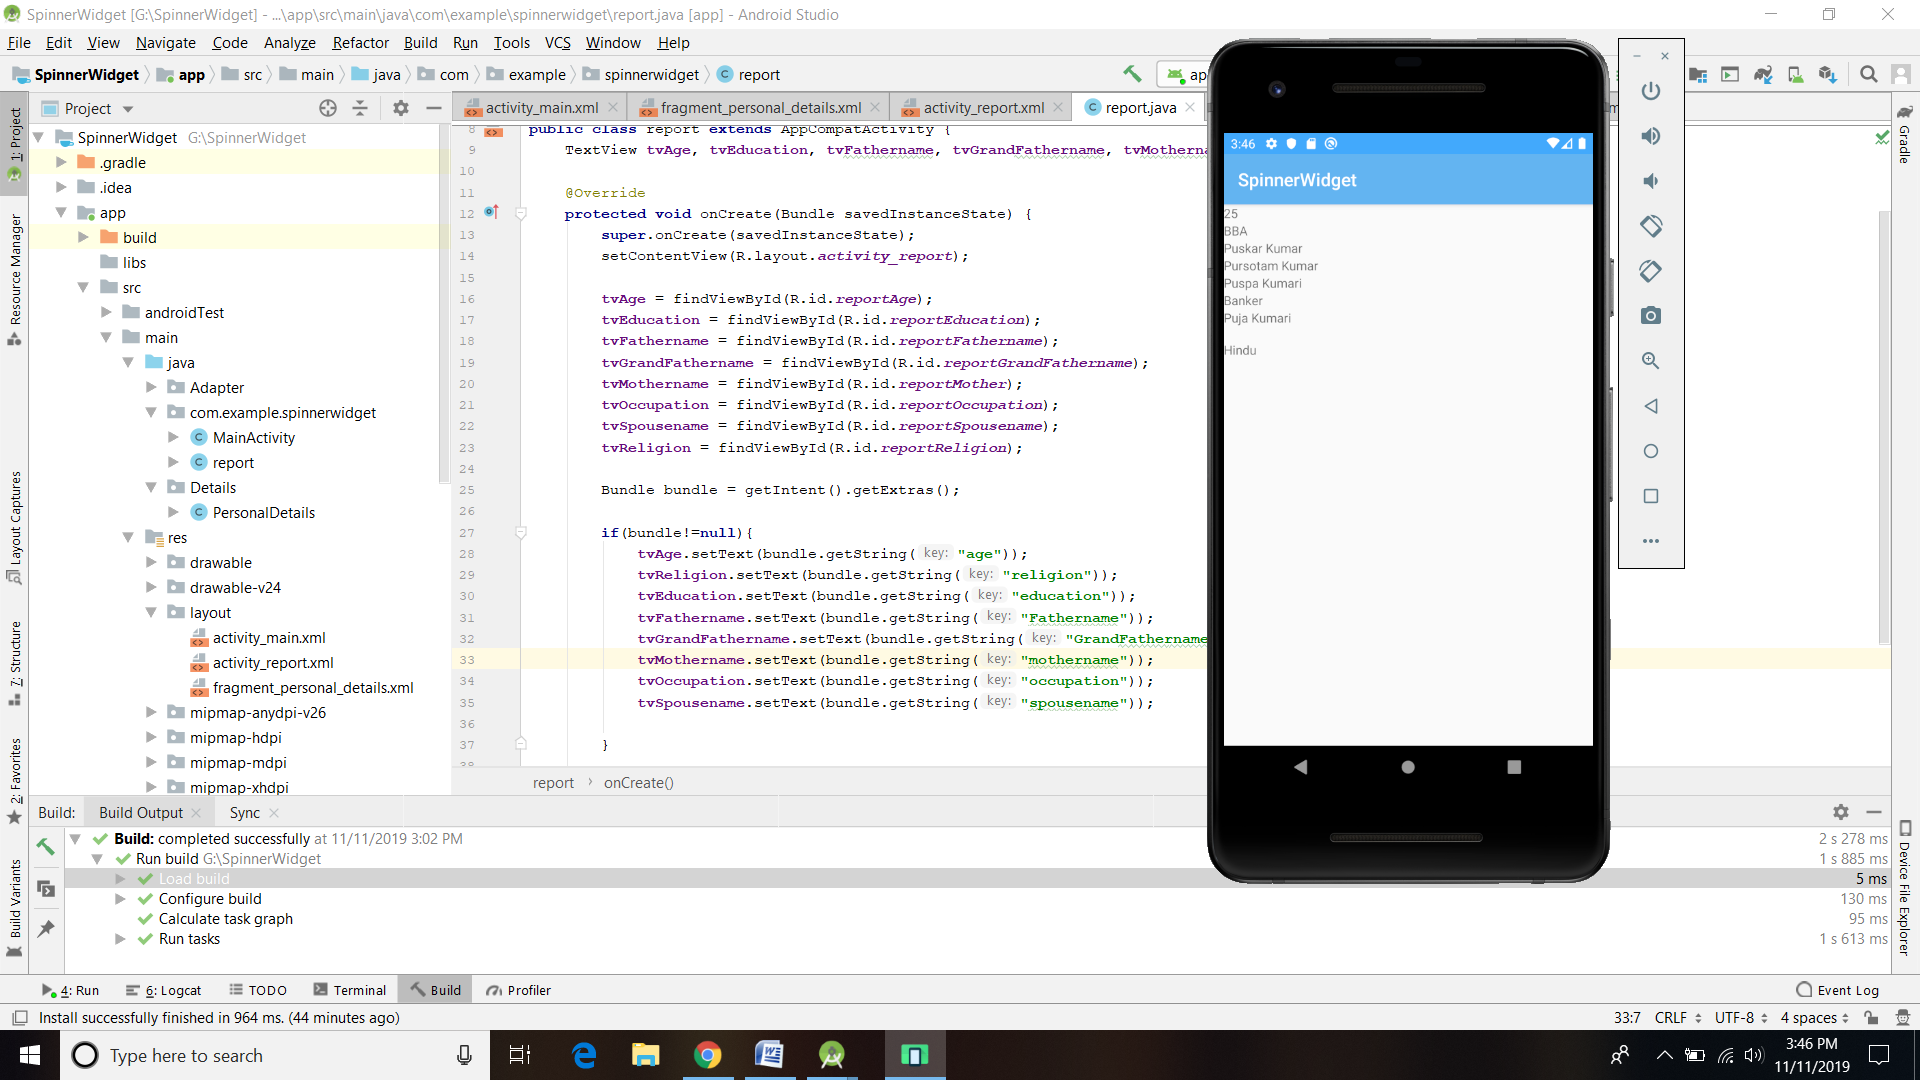 SpinnerWidget [G:\SpinnerWidget] - ...\app\src\main\java\com\example\spinnerwidget\report.java [app] - Android Studio
File Edit View Navigate Code Analyze Refactor Build Run Tools VCS Window Help
SpinnerWidget app src main java com example spinnerwidget report
Project
activity_main.xml fragment_personal_details.xml activity_report.xml report.java
1: Project
Resource Manager
Layout Captures
7: Structure
2: Favorites
Build Variants
SpinnerWidget G:\SpinnerWidget
.gradle
.idea
app
build
libs
src
androidTest
main
java
Adapter
com.example.spinnerwidget
MainActivity
report
Details
PersonalDetails
res
drawable
drawable-v24
layout
activity_main.xml
activity_report.xml
fragment_personal_details.xml
mipmap-anydpi-v26
mipmap-hdpi
mipmap-mdpi
mipmap-xhdpi
8 public class report extends AppCompatActivity {
9 TextView tvAge, tvEducation, tvFathername, tvGrandFathername, tvMotherna
10
11 @Override
12 protected void onCreate(Bundle savedInstanceState) {
13 super.onCreate(savedInstanceState);
14 setContentView(R.layout.activity_report);
15
16 tvAge = findViewById(R.id.reportAge);
17 tvEducation = findViewById(R.id.reportEducation);
18 tvFathername = findViewById(R.id.reportFathername);
19 tvGrandFathername = findViewById(R.id.reportGrandFathername);
20 tvMothername = findViewById(R.id.reportMother);
21 tvOccupation = findViewById(R.id.reportOccupation);
22 tvSpousename = findViewById(R.id.reportSpousename);
23 tvReligion = findViewById(R.id.reportReligion);
24
25 Bundle bundle = getIntent().getExtras();
26
27 if(bundle!=null){
28 tvAge.setText(bundle.getString( key: "age"));
29 tvReligion.setText(bundle.getString( key: "religion"));
30 tvEducation.setText(bundle.getString( key: "education"));
31 tvFathername.setText(bundle.getString( key: "Fathername"));
32 tvGrandFathername.setText(bundle.getString( key: "GrandFathername
33 tvMothername.setText(bundle.getString( key: "mothername"));
34 tvOccupation.setText(bundle.getString( key: "occupation"));
35 tvSpousename.setText(bundle.getString( key: "spousename"));
36
37 }
38
report onCreate()
3:46
SpinnerWidget
25
BBA
Puskar Kumar
Pursotam Kumar
Puspa Kumari
Banker
Puja Kumari
Hindu
Gradle
Device File Explorer
Build: Build Output Sync
Build: completed successfully at 11/11/2019 3:02 PM 2 s 278 ms
Run build G:\SpinnerWidget 1 s 885 ms
Load build 5 ms
Configure build 130 ms
Calculate task graph 95 ms
Run tasks 1 s 613 ms
4: Run 6: Logcat TODO Terminal Build Profiler Event Log
Install successfully finished in 964 ms. (44 minutes ago) 33:7 CRLF UTF-8 4 spaces
Type here to search
3:46 PM
11/11/2019